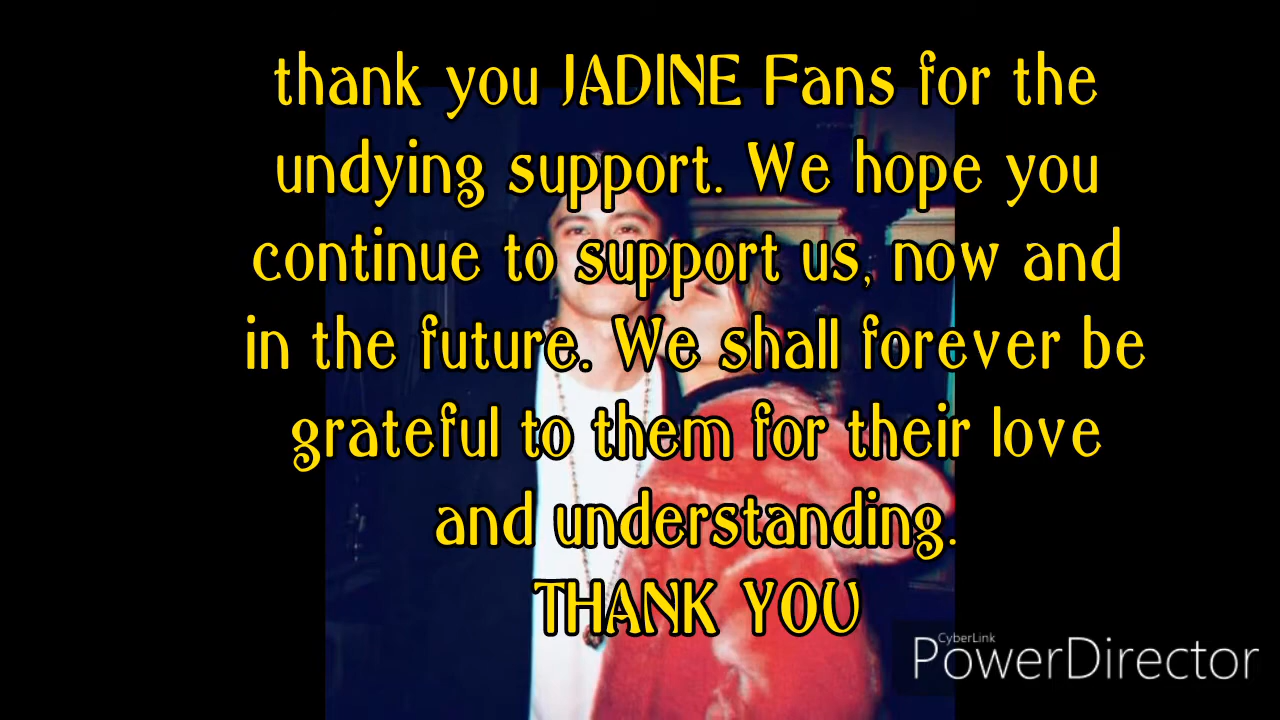 thank you JADINE Fans for the
undying support. We hope you
continue to support us, now and
in the future. We shall forever be
grateful to them for their love
and understanding.
THANK YOU
CyberLink
PowerDirector